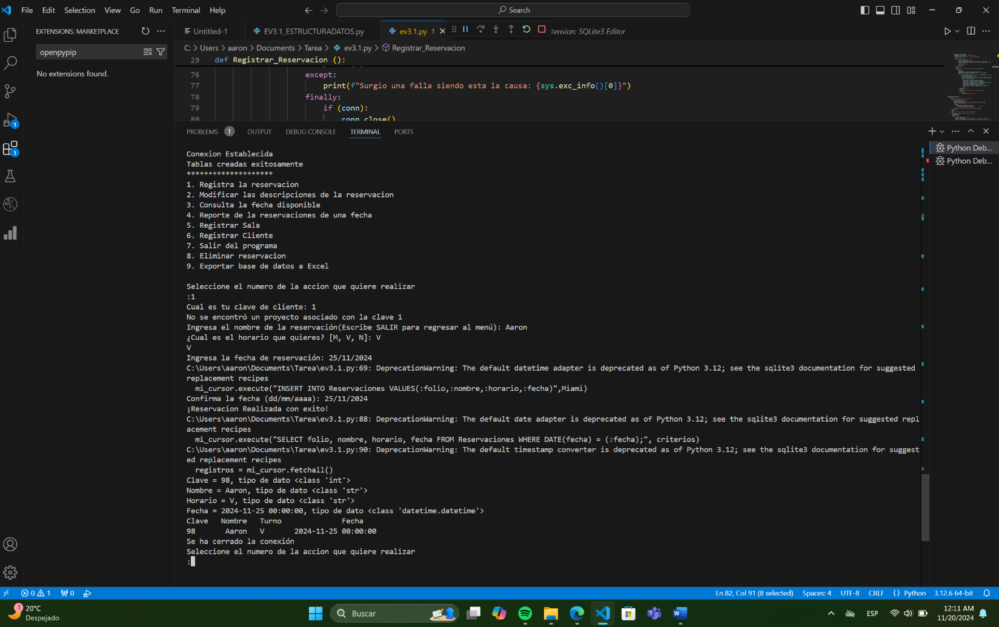 File Edit Selection View Go Run Terminal Help
Search
EXTENSIONS: MARKETPLACE
Untitled-1
EV3.1_ESTRUCTURADATOS.py
ev3.1.py 1
tension: SQLite3 Editor
openpypip
C: > Users > aaron > Documents > Tarea > ev3.1.py > Registrar_Reservacion
No extensions found.
29 def Registrar_Reservacion ():
76 except:
77 print(f"Surgio una falla siendo esta la causa: {sys.exc_info()[0]}")
78 finally:
79 if (conn):
80 conn.close()
PROBLEMS 1 OUTPUT DEBUG CONSOLE TERMINAL PORTS
Python Deb...
Python Deb...
1
1
Conexion Establecida
Tablas creadas exitosamente
********************
1. Registra la reservacion
2. Modificar las descripciones de la reservacion
3. Consulta la fecha disponible
4. Reporte de la reservaciones de una fecha
5. Registrar Sala
6. Registrar Cliente
7. Salir del programa
8. Eliminar reservacion
9. Exportar base de datos a Excel
Seleccione el numero de la accion que quiere realizar
:1
Cual es tu clave de cliente: 1
No se encontró un proyecto asociado con la clave 1
Ingresa el nombre de la reservación(Escribe SALIR para regresar al menú): Aaron
¿Cual es el horario que quieres? [M, V, N]: V
V
Ingresa la fecha de reservación: 25/11/2024
C:\Users\aaron\Documents\Tarea\ev3.1.py:69: DeprecationWarning: The default datetime adapter is deprecated as of Python 3.12; see the sqlite3 documentation for suggested
replacement recipes
mi_cursor.execute("INSERT INTO Reservaciones VALUES(:folio,:nombre,:horario,:fecha)",Miami)
Confirma la fecha (dd/mm/aaaa): 25/11/2024
¡Reservacion Realizada con exito!
C:\Users\aaron\Documents\Tarea\ev3.1.py:88: DeprecationWarning: The default date adapter is deprecated as of Python 3.12; see the sqlite3 documentation for suggested repl
acement recipes
mi_cursor.execute("SELECT folio, nombre, horario, fecha FROM Reservaciones WHERE DATE(fecha) = (:fecha);", criterios)
C:\Users\aaron\Documents\Tarea\ev3.1.py:90: DeprecationWarning: The default timestamp converter is deprecated as of Python 3.12; see the sqlite3 documentation for suggest
ed replacement recipes
registros = mi_cursor.fetchall()
Clave = 98, tipo de dato <class 'int'>
Nombre = Aaron, tipo de dato <class 'str'>
Horario = V, tipo de dato <class 'str'>
Fecha = 2024-11-25 00:00:00, tipo de dato <class 'datetime.datetime'>
Clave Nombre Turno Fecha
98 Aaron V 2024-11-25 00:00:00
Se ha cerrado la conexión
Seleccione el numero de la accion que quiere realizar
:
0 1 0 Ln 82, Col 91 (8 selected) Spaces: 4 UTF-8 CRLF {} Python 3.12.6 64-bit
1
20°C
Despejado
Buscar
ESP
12:11 AM
11/20/2024